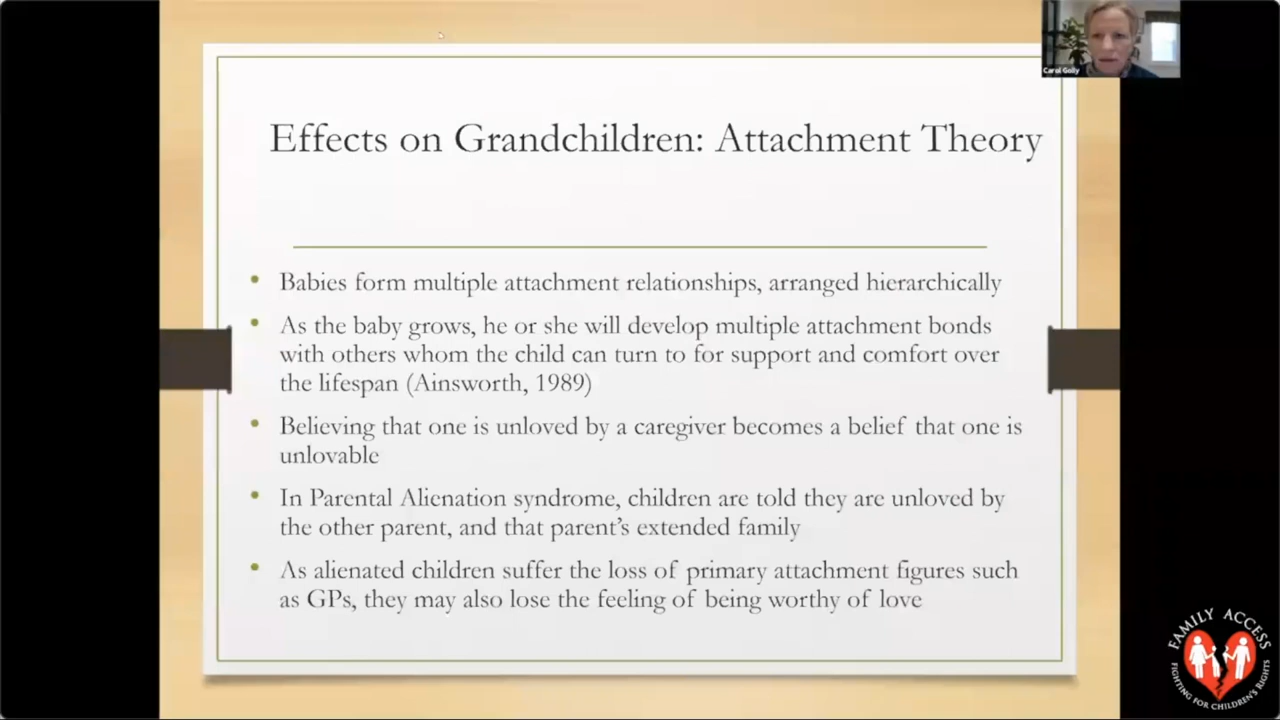 Carol Golly
Effects on Grandchildren: Attachment Theory
Babies form multiple attachment relationships, arranged hierarchically
As the baby grows, he or she will develop multiple attachment bonds
with others whom the child can turn to for support and comfort over
the lifespan (Ainsworth, 1989)
Believing that one is unloved by a caregiver becomes a belief that one is
unlovable
In Parental Alienation syndrome, children are told they are unloved by
the other parent, and that parent's extended family
As alienated children suffer the loss of primary attachment figures such
as GPs, they may also lose the feeling of being worthy of love
FAMILY ACCESS
FIGHTING FOR CHILDREN'S RIGHTS